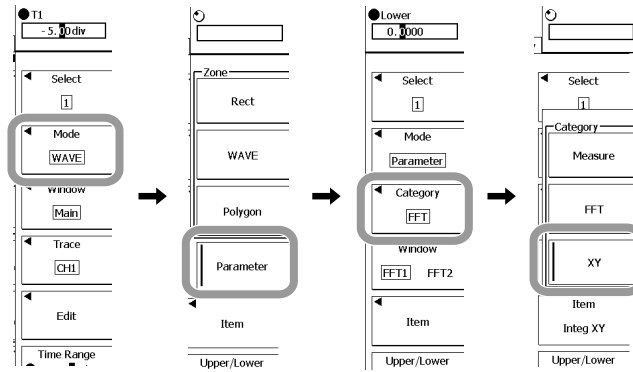 T1
- 5.00div
Select
1
Mode
WAVE
Window
Main
Trace
CH1
Edit
Time Range
Zone
Rect
WAVE
Polygon
Parameter
Item
Upper/Lower
Lower
0.0000
Select
1
Mode
Parameter
Category
FFT
Window
FFT1 FFT2
Item
Upper/Lower
Select
1
Category
Measure
FFT
XY
Item
Integ XY
Upper/Lower